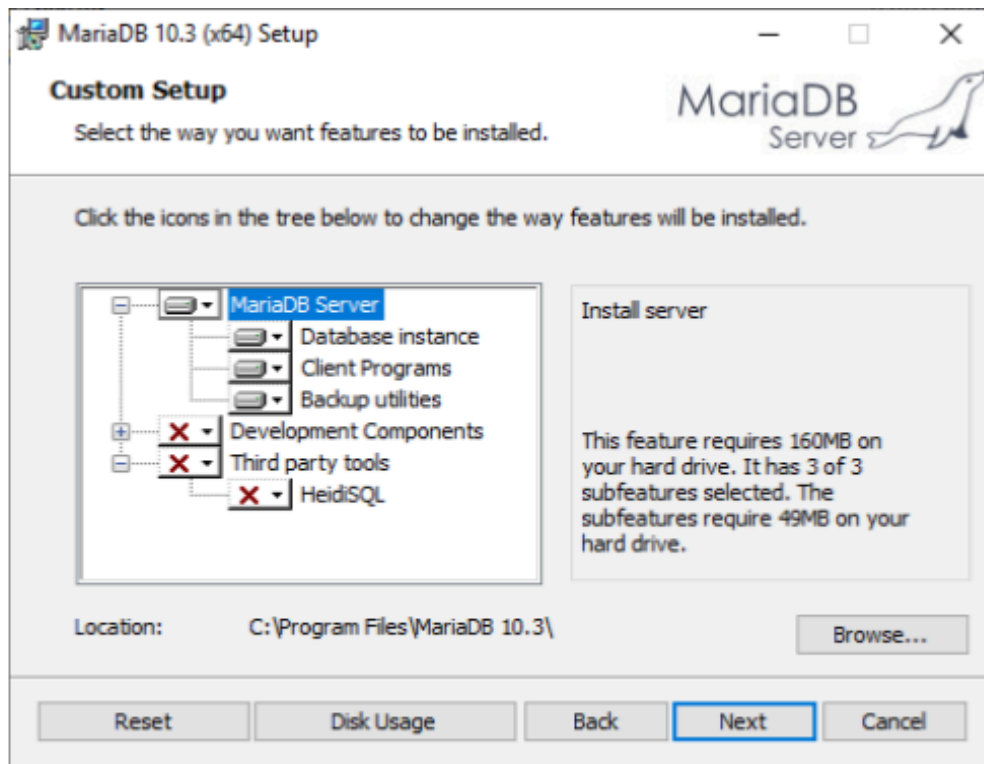 MariaDB 10.3 (x64) Setup
Custom Setup
Select the way you want features to be installed.
MariaDB
Server
Click the icons in the tree below to change the way features will be installed.
MariaDB Server
Database instance
Client Programs
Backup utilities
Development Components
Third party tools
HeidiSQL
Install server
This feature requires 160MB on
your hard drive. It has 3 of 3
subfeatures selected. The
subfeatures require 49MB on your
hard drive.
Location: C:\Program Files\MariaDB 10.3\
Browse...
Reset Disk Usage Back Next Cancel